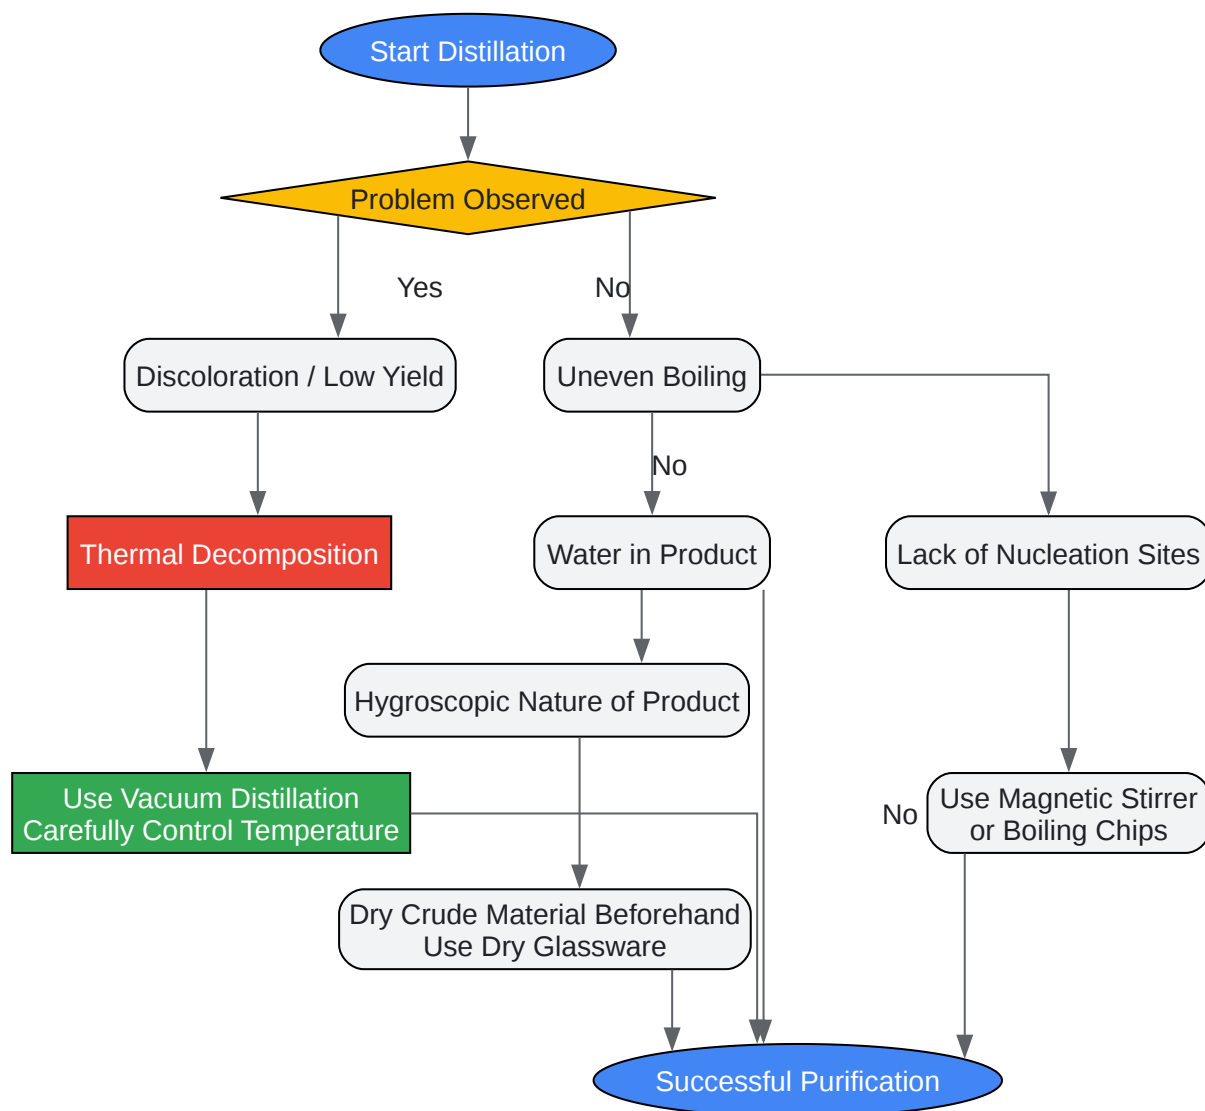 Start Distillation
Problem Observed
Yes
No
Discoloration / Low Yield
Uneven Boiling
No
Thermal Decomposition
Water in Product
Lack of Nucleation Sites
Hygroscopic Nature of Product
Use Vacuum Distillation
Carefully Control Temperature
No
Use Magnetic Stirrer
or Boiling Chips
Dry Crude Material Beforehand
Use Dry Glassware
Successful Purification